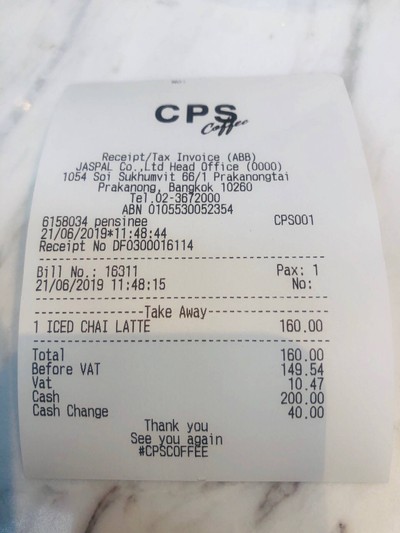 CPS
Coffee
Receipt/Tax Invoice (ABB)
JASPAL Co.,Ltd Head Office (0000)
1054 Soi Sukhumvit 66/1 Prakanongtai
Prakanong, Bangkok 10260
Tel.02-3672000
ABN 0105530052354
6158034 pensinee CPS001
21/06/2019*11:48:44
Receipt No DF0300016114
Bill No.: 16311 Pax: 1
21/06/2019 11:48:15 No:
Take Away
1 ICED CHAI LATTE 160.00
Total 160.00
Before VAT 149.54
Vat 10.47
Cash 200.00
Cash Change 40.00
Thank you
See you again
#CPSCOFFEE